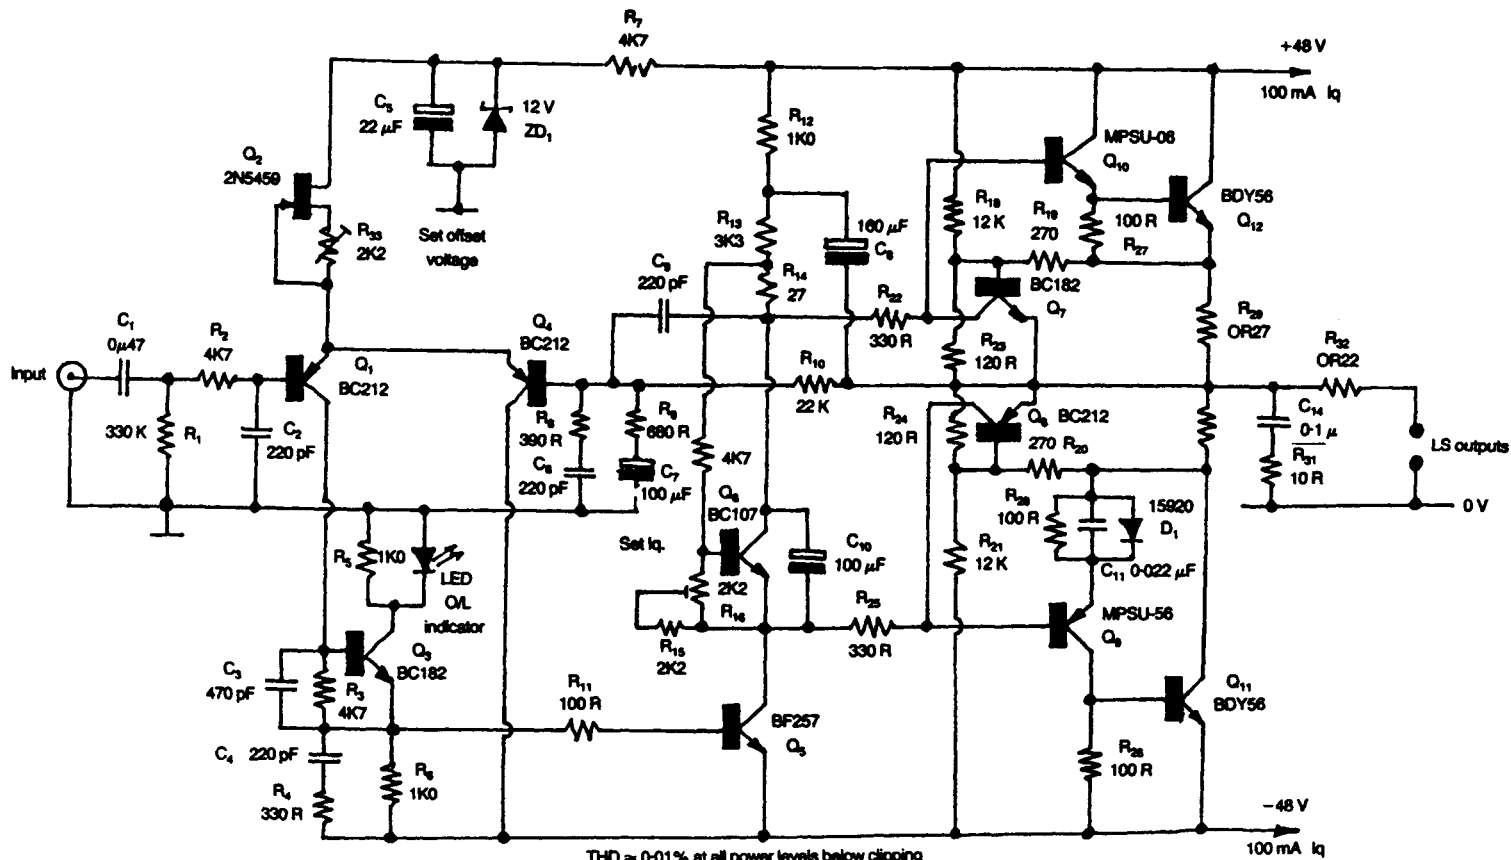 R7
4K7
+48 V
100 mA Iq
C5
22 µF
12 V
ZD1
R12
1K0
MPSU-06
Q10
Q2
2N5459
R33
2K2
Set offset
voltage
R13
3K3
160 µF
C8
R18
12 K
R19
270
100 R
R27
BDY56
Q12
C9
220 pF
R14
27
R22
330 R
BC182
Q7
R29
OR27
C1
0µ47
R2
4K7
Q4
BC212
R32
OR22
Input
Q1
BC212
R10
22 K
R23
120 R
330 K
R1
C2
220 pF
R8
390 R
C6
220 pF
R9
680 R
C7
100 µF
4K7
R24
120 R
Q8
BC212
270
R20
C14
0·1 µ
R31
10 R
LS outputs
0 V
Q6
BC107
Set Iq.
R28
100 R
15920
D1
R5
1K0
LED
O/L
indicator
2K2
R16
C10
100 µF
R21
12 K
C11 0·022 µF
R15
2K2
R25
330 R
MPSU-56
Q9
C3
470 pF
R3
4K7
Q3
BC182
R11
100 R
BF257
Q5
Q11
BDY56
C4
220 pF
R4
330 R
R6
1K0
R26
100 R
−48 V
100 mA Iq
THD ≈ 0·01% at all power levels below clipping